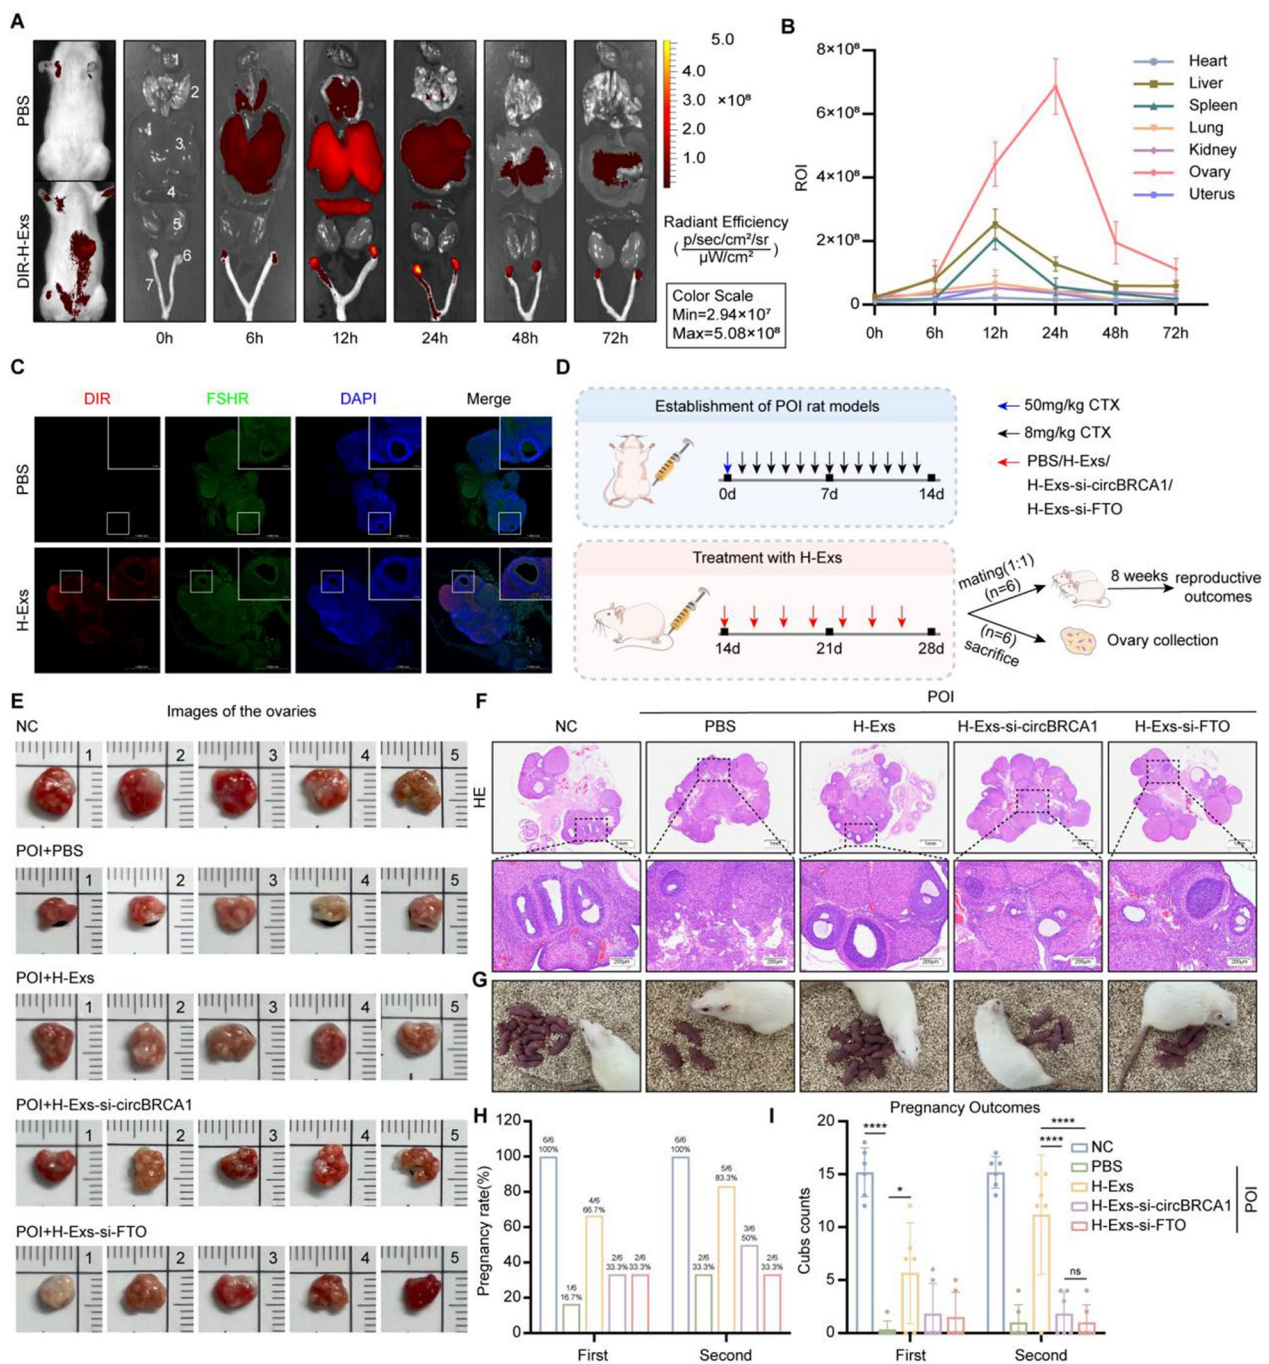 A
PBS
DIR-H-Exs
1
2
3
4
5
6
7
0h
6h
12h
24h
48h
72h
5.0
4.0
3.0
×10⁸
2.0
1.0
Radiant Efficiency
( p/sec/cm²/sr
μW/cm² )
Color Scale
Min=2.94×10⁷
Max=5.08×10⁸
B
ROI
8×10⁸
6×10⁸
4×10⁸
2×10⁸
0
0h
6h
12h
24h
48h
72h
Heart
Liver
Spleen
Lung
Kidney
Ovary
Uterus
C
DIR
FSHR
DAPI
Merge
PBS
H-Exs
D
Establishment of POI rat models
0d
7d
14d
50mg/kg CTX
8mg/kg CTX
PBS/H-Exs/
H-Exs-si-circBRCA1/
H-Exs-si-FTO
Treatment with H-Exs
14d
21d
28d
mating(1:1)
(n=6)
8 weeks
reproductive
outcomes
(n=6)
sacrifice
Ovary collection
E
Images of the ovaries
NC
1
2
3
4
5
POI+PBS
1
2
3
4
5
POI+H-Exs
1
2
3
4
5
POI+H-Exs-si-circBRCA1
1
2
3
4
5
POI+H-Exs-si-FTO
1
2
3
4
5
F
POI
NC
PBS
H-Exs
H-Exs-si-circBRCA1
H-Exs-si-FTO
HE
1mm
1mm
1mm
1mm
1mm
200μm
200μm
200μm
200μm
200μm
G
Pregnancy Outcomes
H
Pregnancy rate(%)
120
100
80
60
40
20
0
6/6
100%
1/6
16.7%
4/6
66.7%
2/6
33.3%
2/6
33.3%
6/6
100%
2/6
33.3%
5/6
83.3%
3/6
50%
2/6
33.3%
First
Second
I
Cubs counts
20
15
10
5
0
****
*
****
****
ns
First
Second
NC
PBS
H-Exs
H-Exs-si-circBRCA1
H-Exs-si-FTO
POI